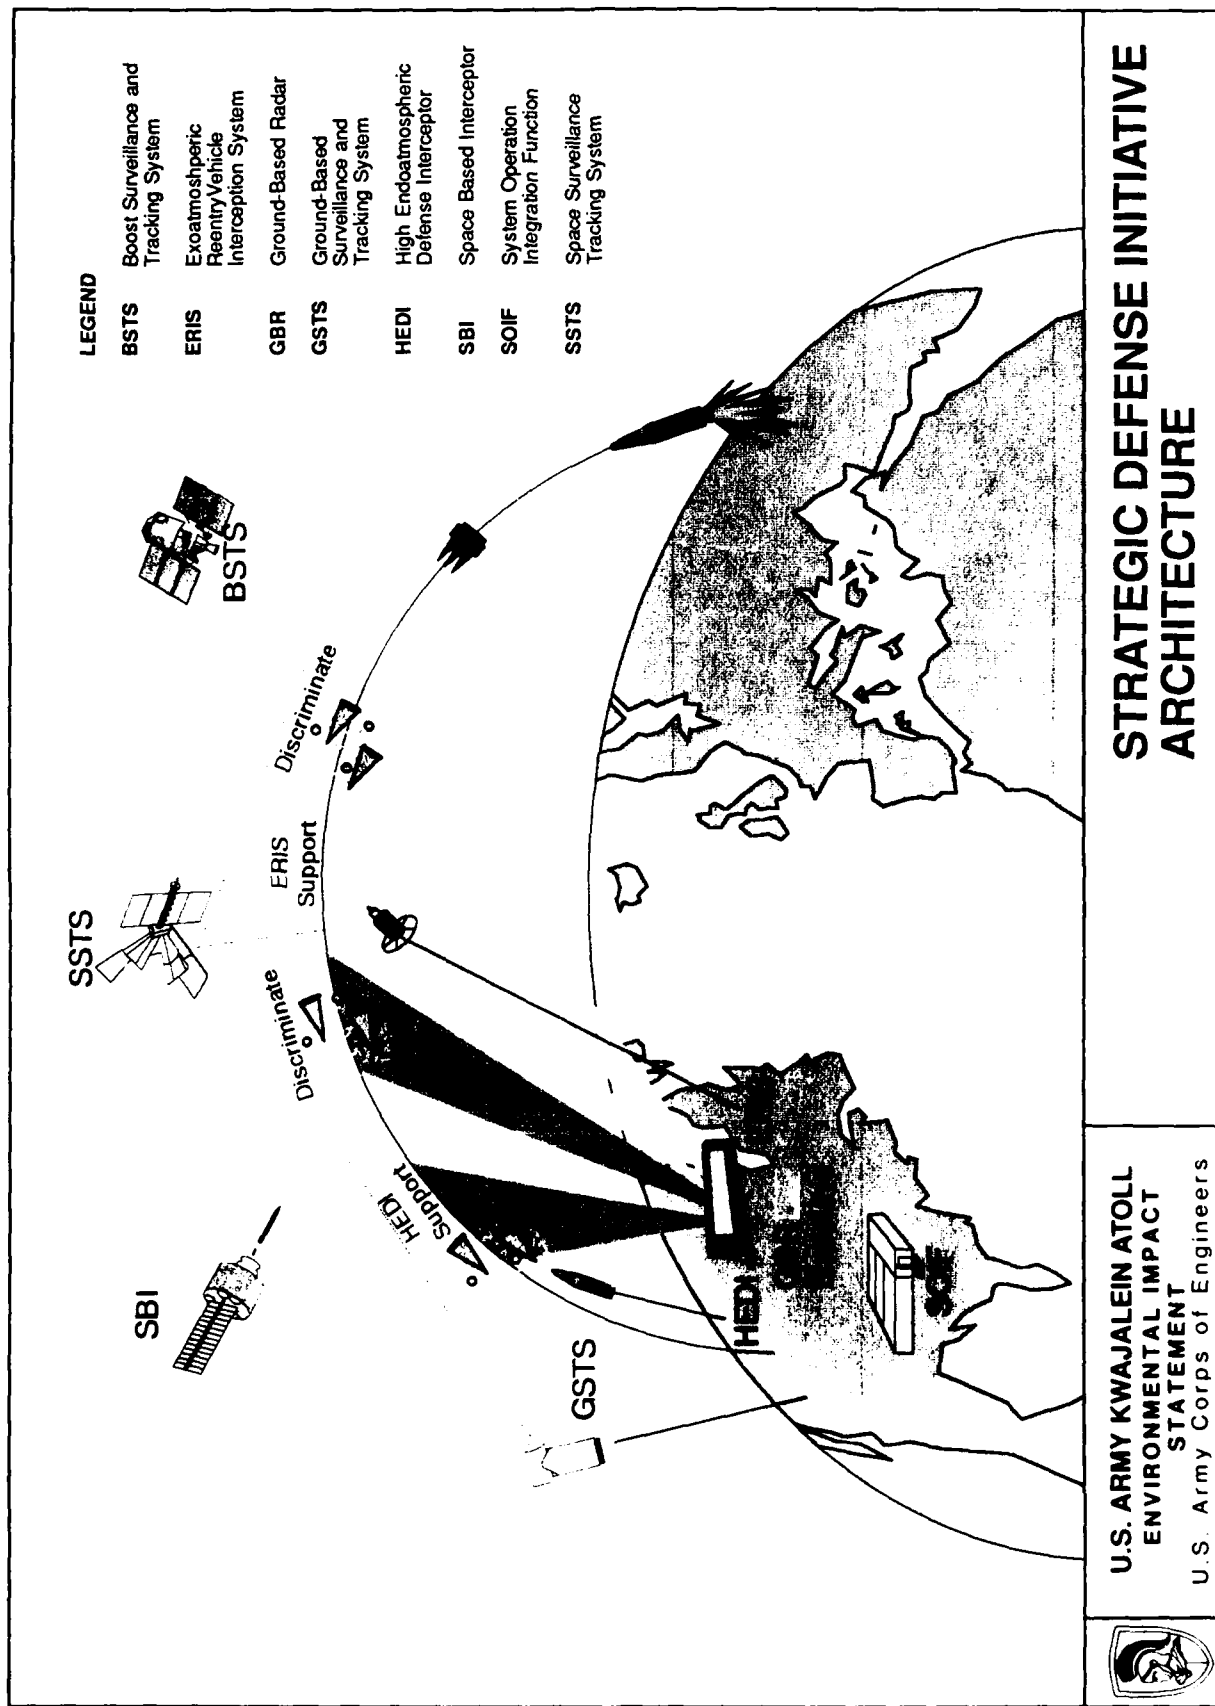 LEGEND
BSTS Boost Surveillance and
Tracking System
ERIS Exoatmoshperic
ReentryVehicle
Interception System
GBR Ground-Based Radar
GSTS Ground-Based
Surveillance and
Tracking System
HEDI High Endoatmospheric
Defense Interceptor
SBI Space Based Interceptor
SOIF System Operation
Integration Function
SSTS Space Surveillance
Tracking System
BSTS
SSTS
SBI
Discriminate
ERIS
Support
Discriminate
HEDI
Support
GSTS
HEDI
GBR
SOIF
U.S. ARMY KWAJALEIN ATOLL
ENVIRONMENTAL IMPACT
STATEMENT
U.S. Army Corps of Engineers
STRATEGIC DEFENSE INITIATIVE
ARCHITECTURE